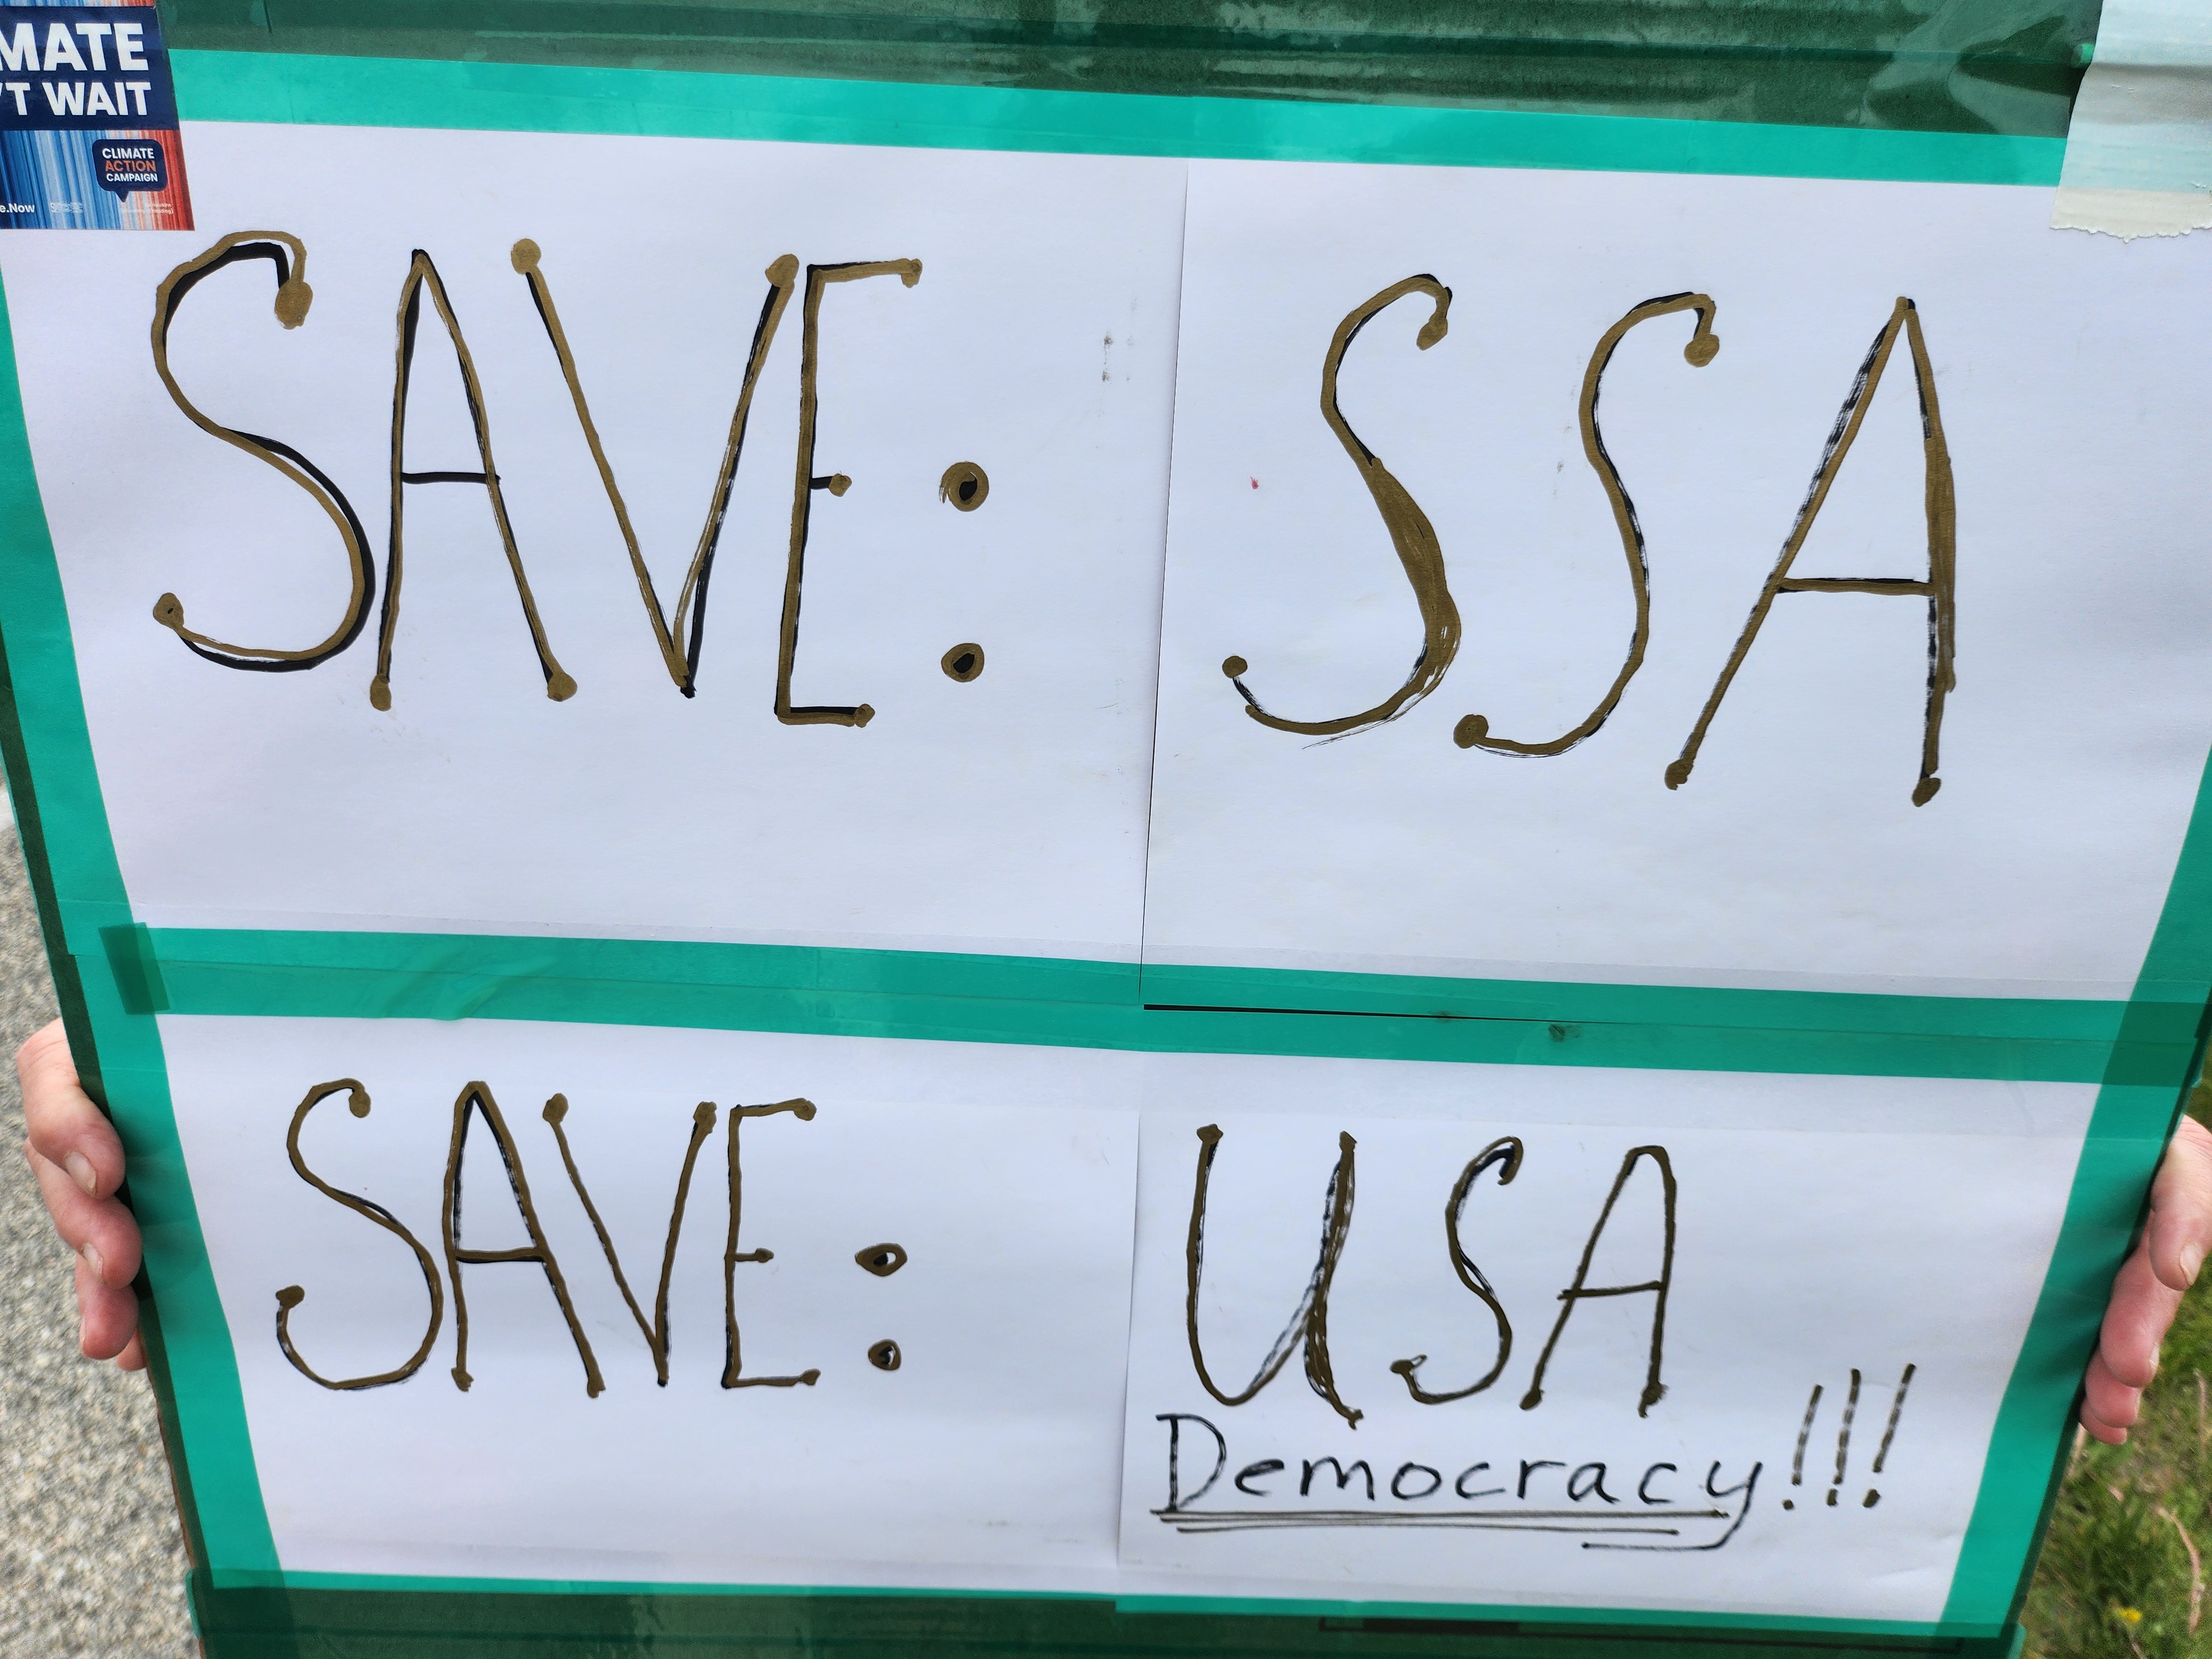 MATE
'T WAIT
CLIMATE
ACTION
CAMPAIGN
e.Now
SAVE: SSA
SAVE: USA
Democracy!!!